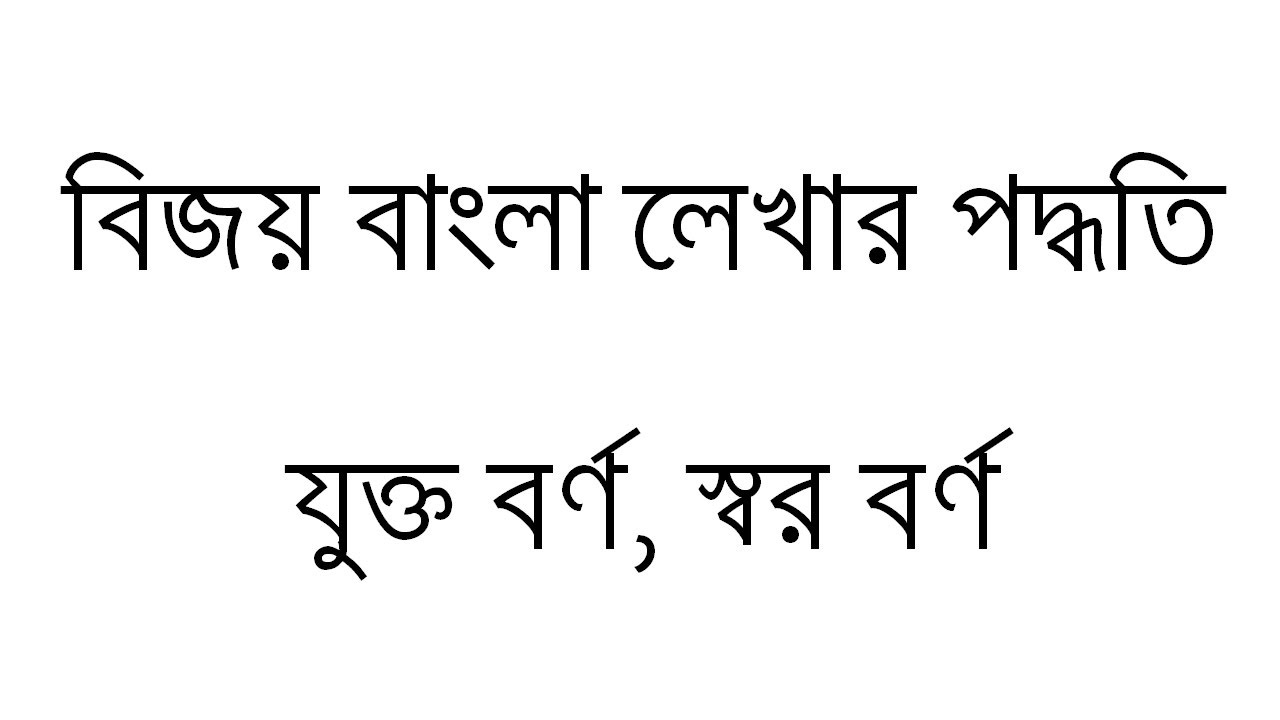 বিজয় বাংলা লেখার পদ্ধতি
যুক্ত বর্ণ, স্বর বর্ণ